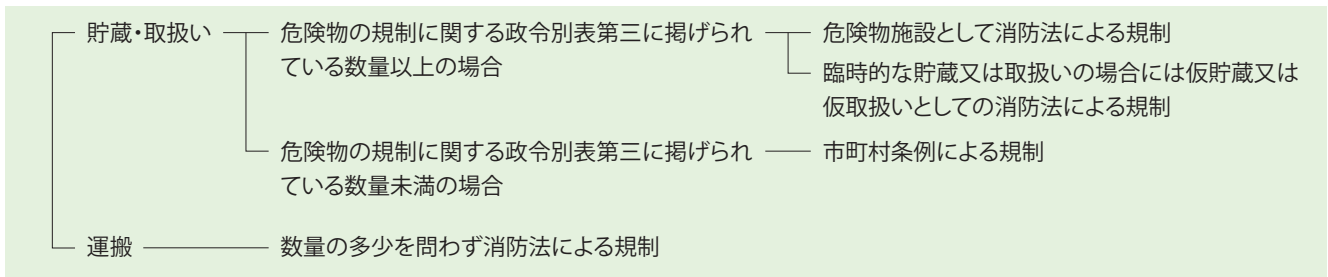 貯蔵・取扱い
危険物の規制に関する政令別表第三に掲げられ
ている数量以上の場合
危険物施設として消防法による規制
臨時的な貯蔵又は取扱いの場合には仮貯蔵又は
仮取扱いとしての消防法による規制
危険物の規制に関する政令別表第三に掲げられ
ている数量未満の場合
市町村条例による規制
運搬
数量の多少を問わず消防法による規制